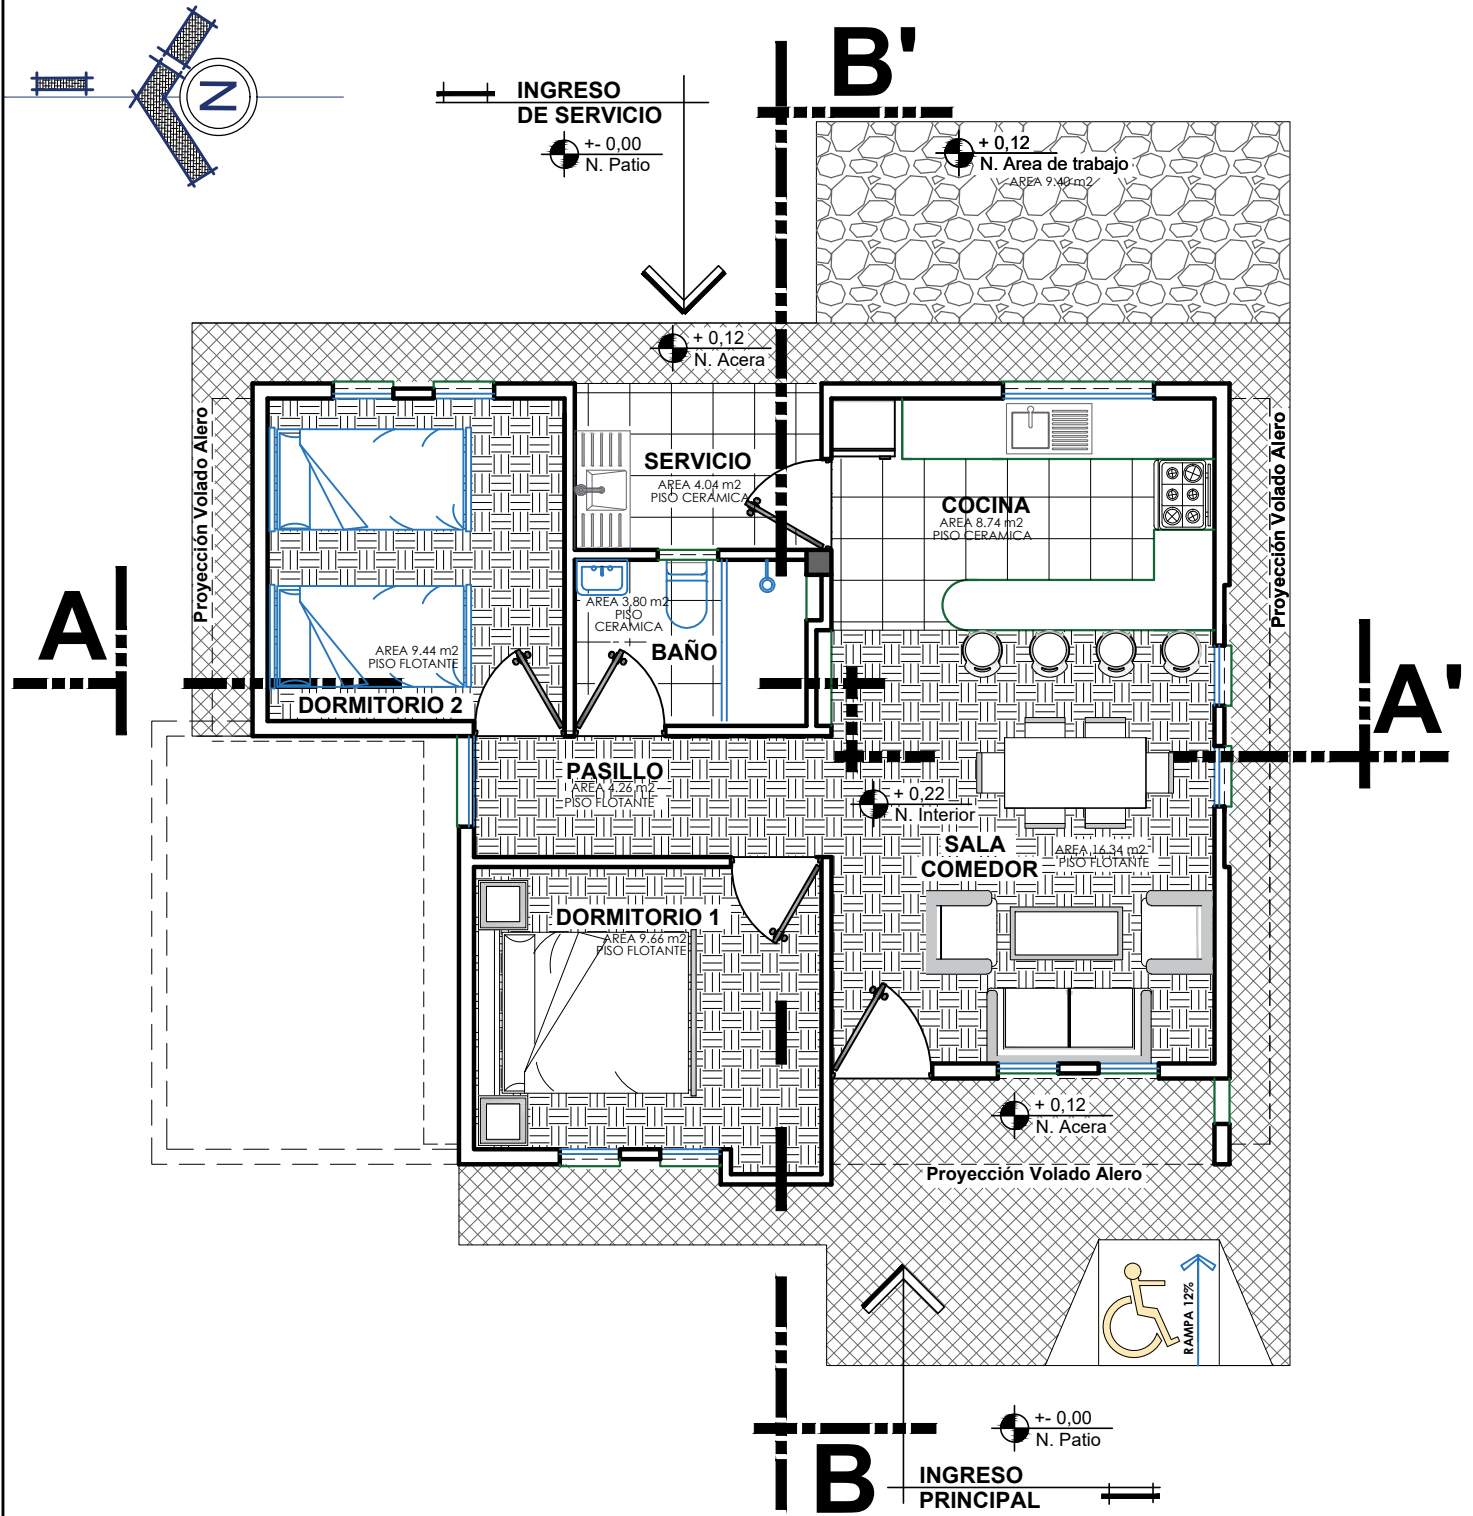 N
INGRESO
DE SERVICIO
+- 0,00
N. Patio
B'
+ 0,12
N. Area de trabajo
AREA 9.40 m2
+ 0,12
N. Acera
Proyección Volado Alero
SERVICIO
AREA 4.04 m2
PISO CERAMICA
COCINA
AREA 8.74 m2
PISO CERAMICA
Proyección Volado Alero
A
AREA 9.44 m2
PISO FLOTANTE
DORMITORIO 2
AREA 3.80 m2
PISO
CERAMICA
BAÑO
A'
PASILLO
AREA 4.26 m2
PISO FLOTANTE
+ 0,22
N. Interior
SALA
COMEDOR
AREA 16.34 m2
PISO FLOTANTE
DORMITORIO 1
AREA 9.66 m2
PISO FLOTANTE
+ 0,12
N. Acera
Proyección Volado Alero
RAMPA 12%
+- 0,00
N. Patio
B
INGRESO
PRINCIPAL